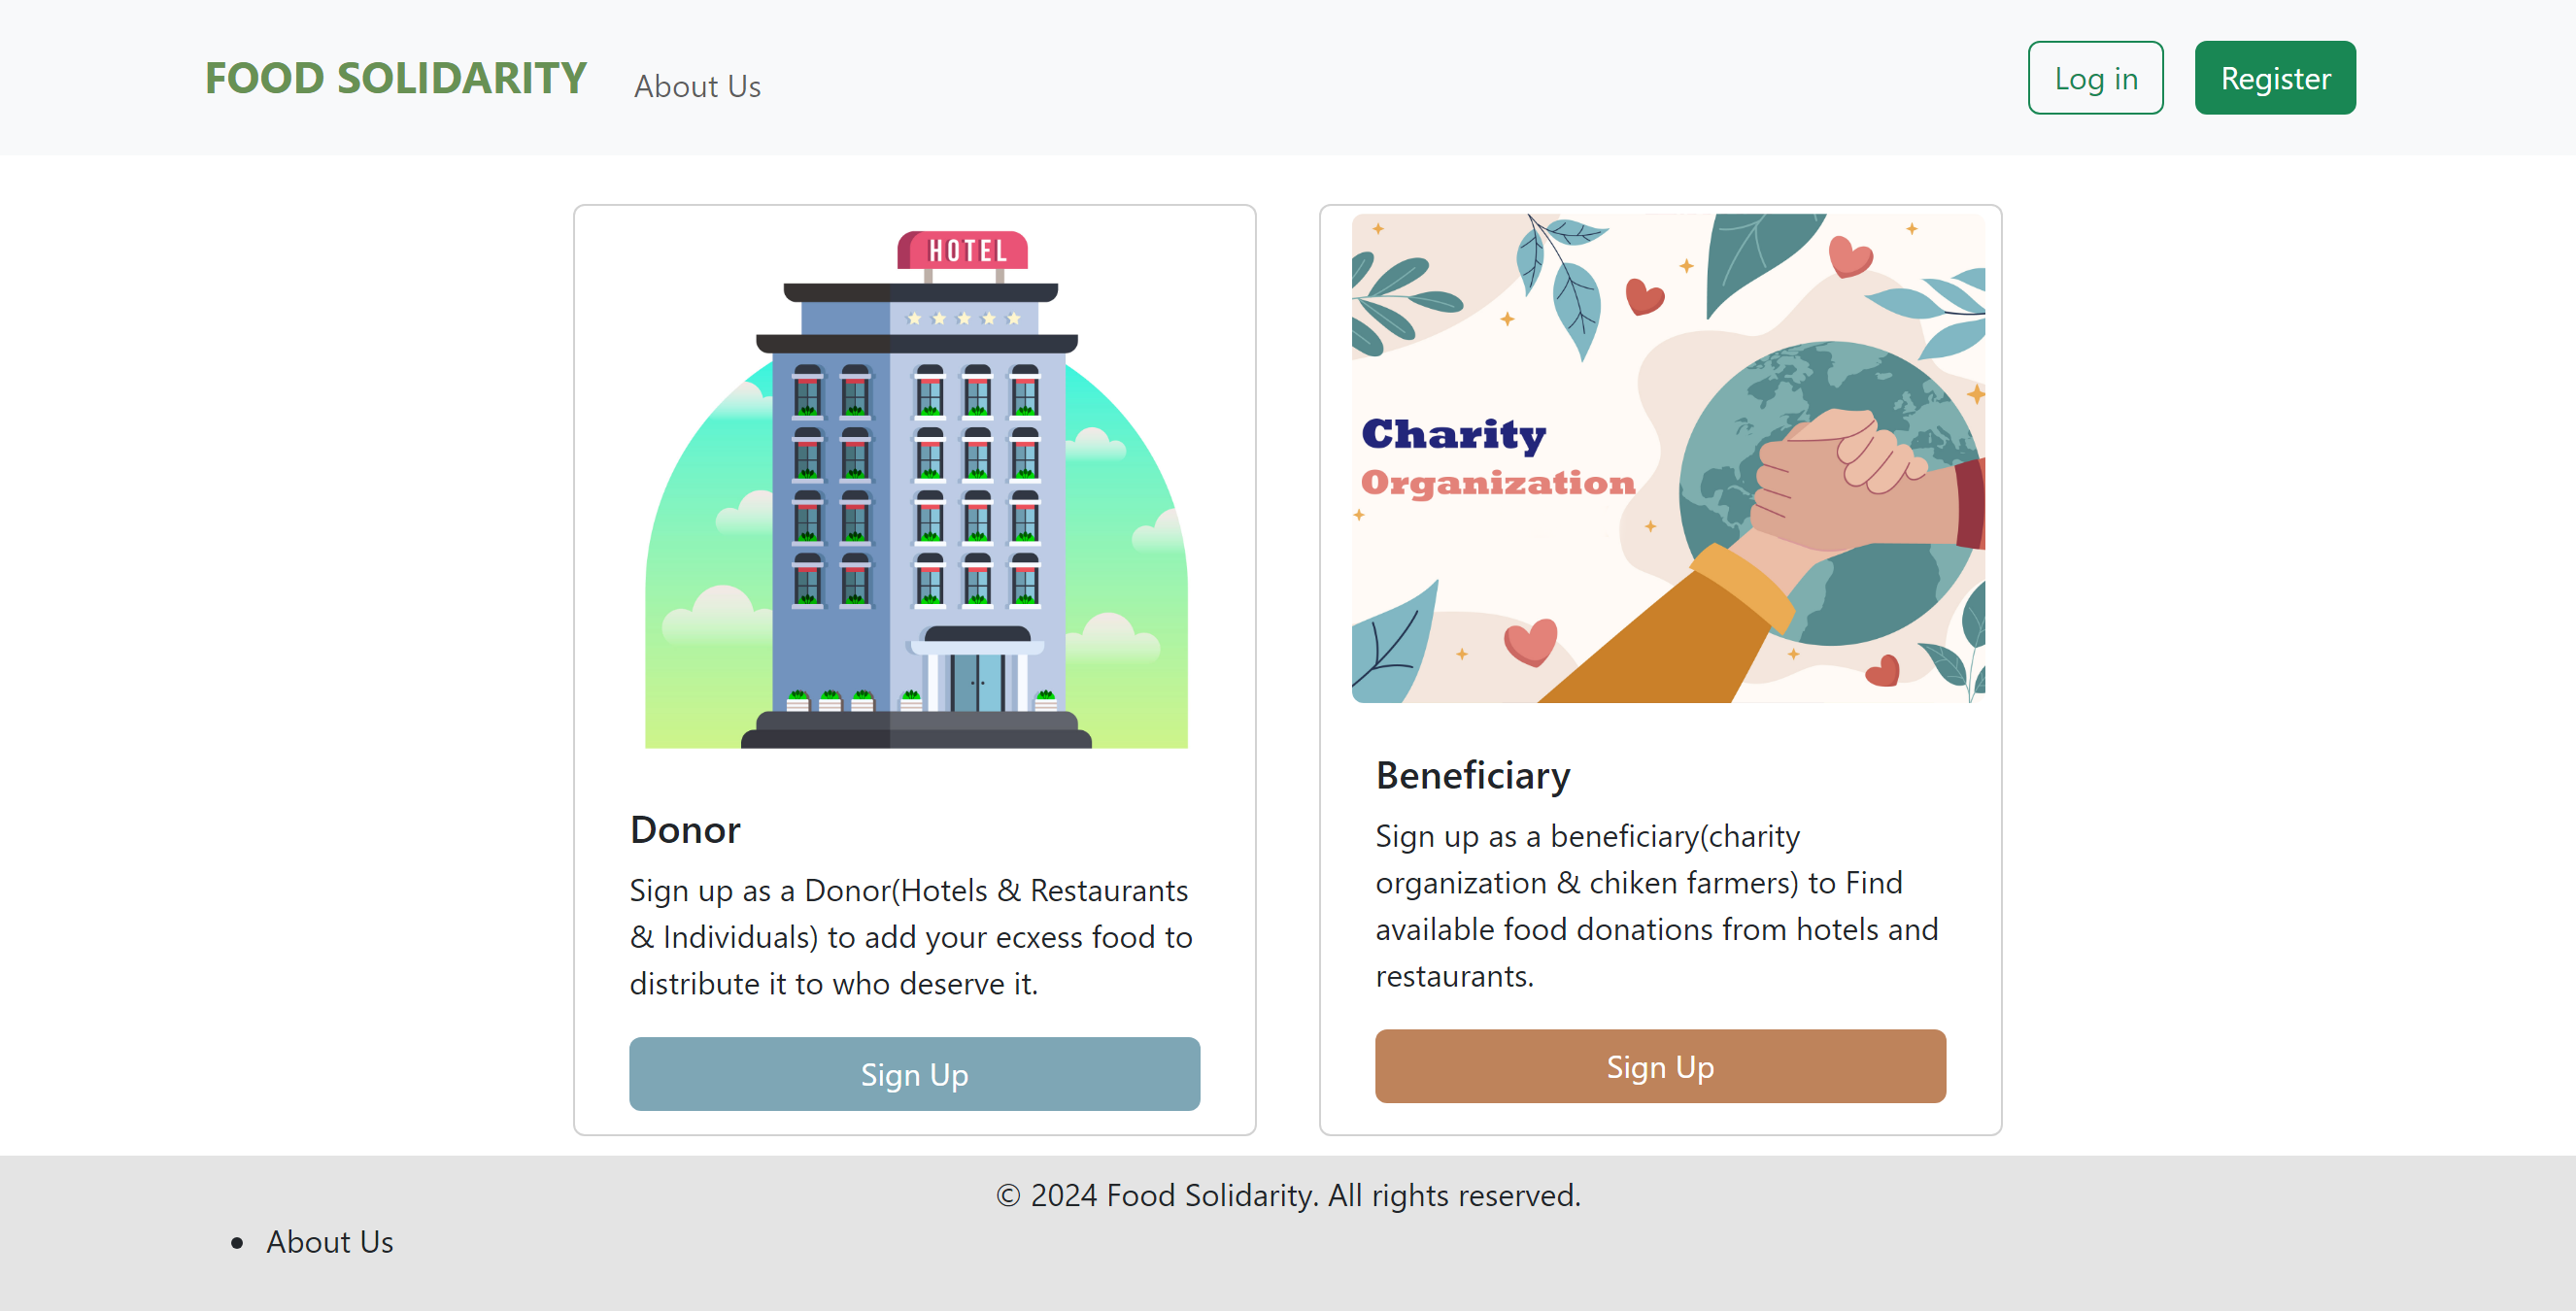 FOOD SOLIDARITY
About Us
Log in
Register
HOTEL
Donor
Sign up as a Donor(Hotels & Restaurants
& Individuals) to add your ecxess food to
distribute it to who deserve it.
Sign Up
Charity
Organization
Beneficiary
Sign up as a beneficiary(charity
organization & chiken farmers) to Find
available food donations from hotels and
restaurants.
Sign Up
© 2024 Food Solidarity. All rights reserved.
About Us